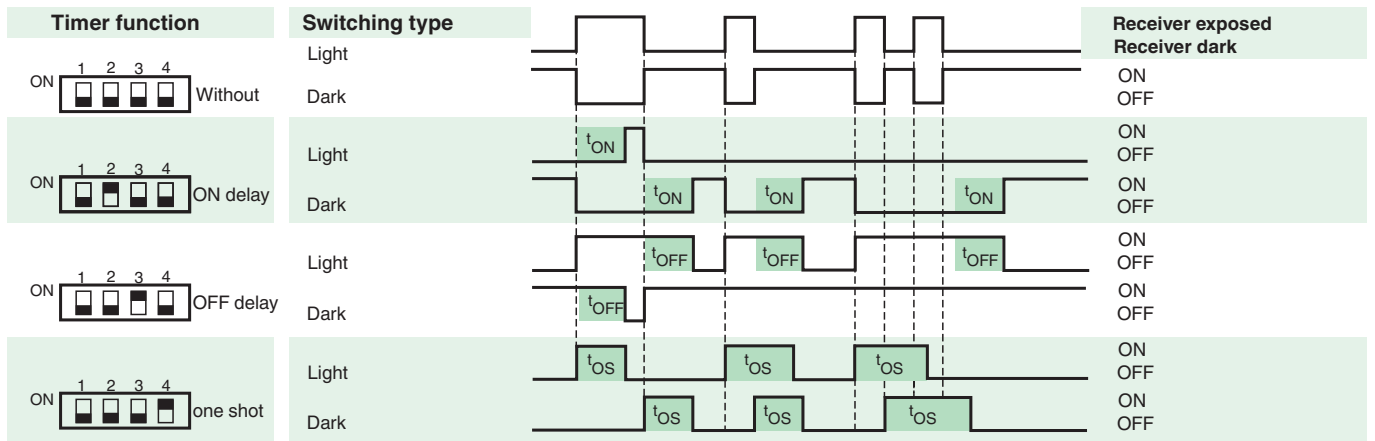 Timer function Switching type Receiver exposed
Receiver dark
Light
1 2 3 4
ON Without
Dark
ON
OFF
Light
tON
ON
OFF
1 2 3 4
ON ON delay
Dark
tON tON tON
ON
OFF
Light
tOFF tOFF tOFF
ON
OFF
1 2 3 4
ON OFF delay
Dark
tOFF
ON
OFF
Light
tOS tOS tOS
ON
OFF
1 2 3 4
ON one shot
Dark
tOS tOS tOS
ON
OFF